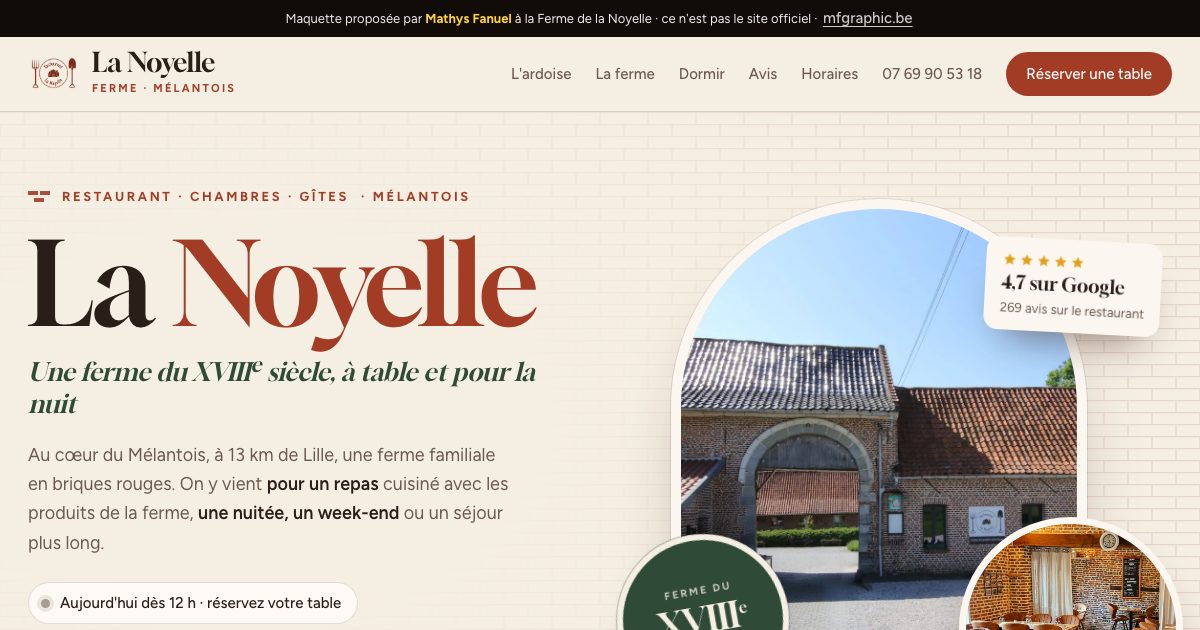 Maquette proposée par Mathys Fanuel à la Ferme de la Noyelle · ce n'est pas le site officiel · mfgraphic.be
La Noyelle
FERME · MÉLANTOIS
L'ardoise
La ferme
Dormir
Avis
Horaires
07 69 90 53 18
Réserver une table
RESTAURANT · CHAMBRES · GÎTES · MÉLANTOIS
La Noyelle
Une ferme du XVIIIe siècle, à table et pour la
nuit
Au cœur du Mélantois, à 13 km de Lille, une ferme familiale
en briques rouges. On y vient pour un repas cuisiné avec les
produits de la ferme, une nuitée, un week-end ou un séjour
plus long.
Aujourd'hui dès 12 h · réservez votre table
4,7 sur Google
269 avis sur le restaurant
FERME DU
XVIIIe